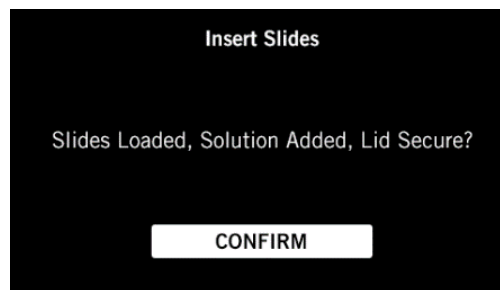 Insert Slides
Slides Loaded, Solution Added, Lid Secure?
CONFIRM